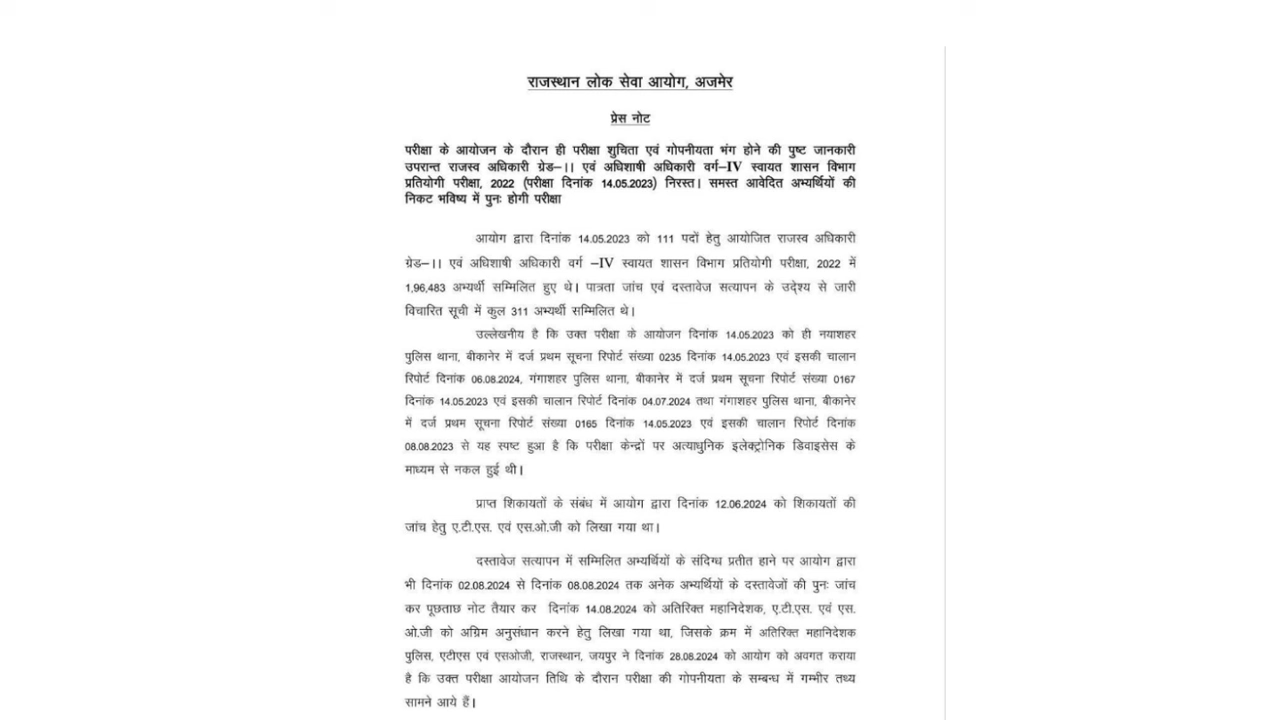 राजस्थान लोक सेवा आयोग, अजमेर
प्रेस नोट
परीक्षा के आयोजन के दौरान ही परीक्षा शुचिता एवं गोपनीयता भंग होने की पुष्ट जानकारी
उपरान्त राजस्व अधिकारी ग्रेड–।। एवं अधिशाषी अधिकारी वर्ग–IV स्वायत शासन विभाग
प्रतियोगी परीक्षा, 2022 (परीक्षा दिनांक 14.05.2023) निरस्त। समस्त आवेदित अभ्यर्थियों की
निकट भविष्य में पुनः होगी परीक्षा
आयोग द्वारा दिनांक 14.05.2023 को 111 पदों हेतु आयोजित राजस्व अधिकारी
ग्रेड–।। एवं अधिशाषी अधिकारी वर्ग –IV स्वायत शासन विभाग प्रतियोगी परीक्षा, 2022 में
1,96,483 अभ्यर्थी सम्मिलित हुए थे। पात्रता जांच एवं दस्तावेज सत्यापन के उदे्श्य से जारी
विचारित सूची में कुल 311 अभ्यर्थी सम्मिलित थे।
उल्लेखनीय है कि उक्त परीक्षा के आयोजन दिनांक 14.05.2023 को ही नयाशहर
पुलिस थाना, बीकानेर में दर्ज प्रथम सूचना रिपोर्ट संख्या 0235 दिनांक 14.05.2023 एवं इसकी चालान
रिपोर्ट दिनांक 06.08.2024, गंगाशहर पुलिस थाना, बीकानेर में दर्ज प्रथम सूचना रिपोर्ट संख्या 0167
दिनांक 14.05.2023 एवं इसकी चालान रिपोर्ट दिनांक 04.07.2024 तथा गंगाशहर पुलिस थाना, बीकानेर
में दर्ज प्रथम सूचना रिपोर्ट संख्या 0165 दिनांक 14.05.2023 एवं इसकी चालान रिपोर्ट दिनांक
08.08.2023 से यह स्पष्ट हुआ है कि परीक्षा केन्द्रों पर अत्याधुनिक इलेक्ट्रोनिक डिवाइसेस के
माध्यम से नकल हुई थी।
प्राप्त शिकायतों के संबंध में आयोग द्वारा दिनांक 12.06.2024 को शिकायतों की
जांच हेतु ए.टी.एस. एवं एस.ओ.जी को लिखा गया था।
दस्तावेज सत्यापन में सम्मिलित अभ्यर्थियों के संदिग्ध प्रतीत हाने पर आयोग द्वारा
भी दिनांक 02.08.2024 से दिनांक 08.08.2024 तक अनेक अभ्यर्थियों के दस्तावेजों की पुनः जांच
कर पूछताछ नोट तैयार कर दिनांक 14.08.2024 को अतिरिक्त महानिदेशक, ए.टी.एस. एवं एस.
ओ.जी को अग्रिम अनुसंधान करने हेतु लिखा गया था, जिसके क्रम में अतिरिक्त महानिदेशक
पुलिस, एटीएस एवं एसओजी, राजस्थान, जयपुर ने दिनांक 28.08.2024 को आयोग को अवगत कराया
है कि उक्त परीक्षा आयोजन तिथि के दौरान परीक्षा की गोपनीयता के सम्बन्ध में गम्भीर तथ्य
सामने आये हैं।